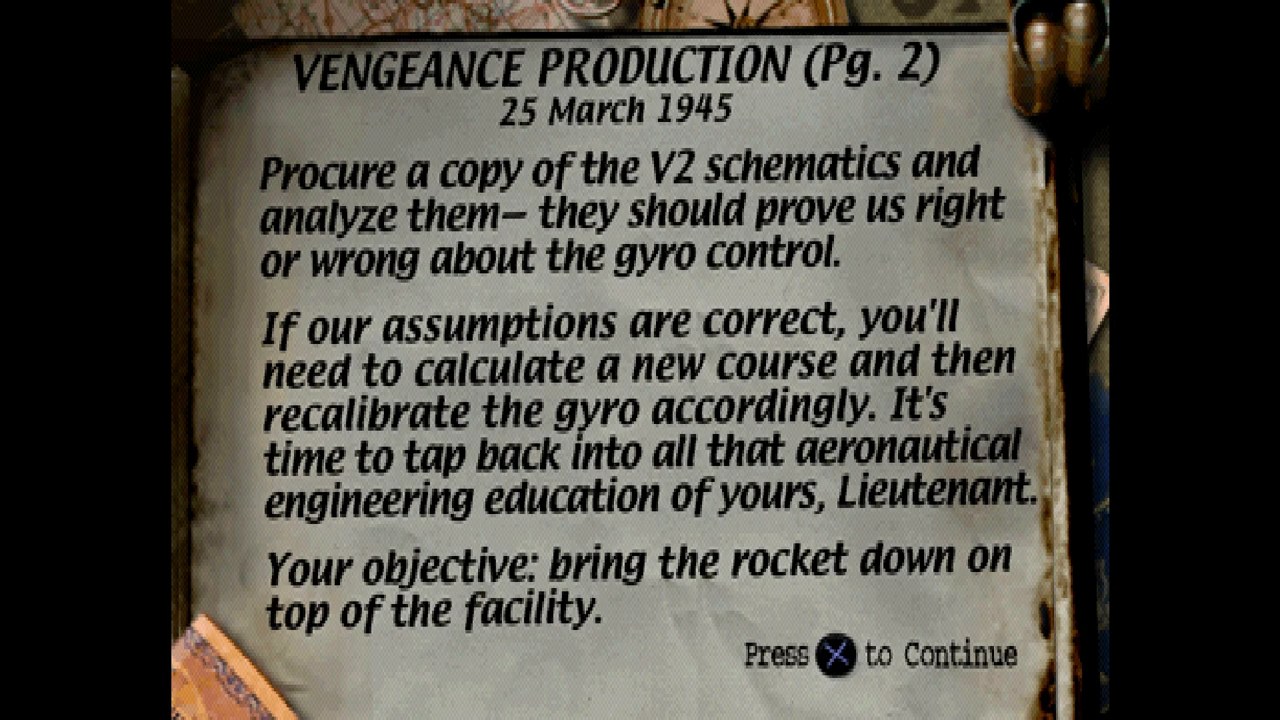 VENGEANCE PRODUCTION (Pg. 2)
25 March 1945
Procure a copy of the V2 schematics and
analyze them— they should prove us right
or wrong about the gyro control.
If our assumptions are correct, you'll
need to calculate a new course and then
recalibrate the gyro accordingly. It's
time to tap back into all that aeronautical
engineering education of yours, Lieutenant.
Your objective: bring the rocket down on
top of the facility.
Press X to Continue